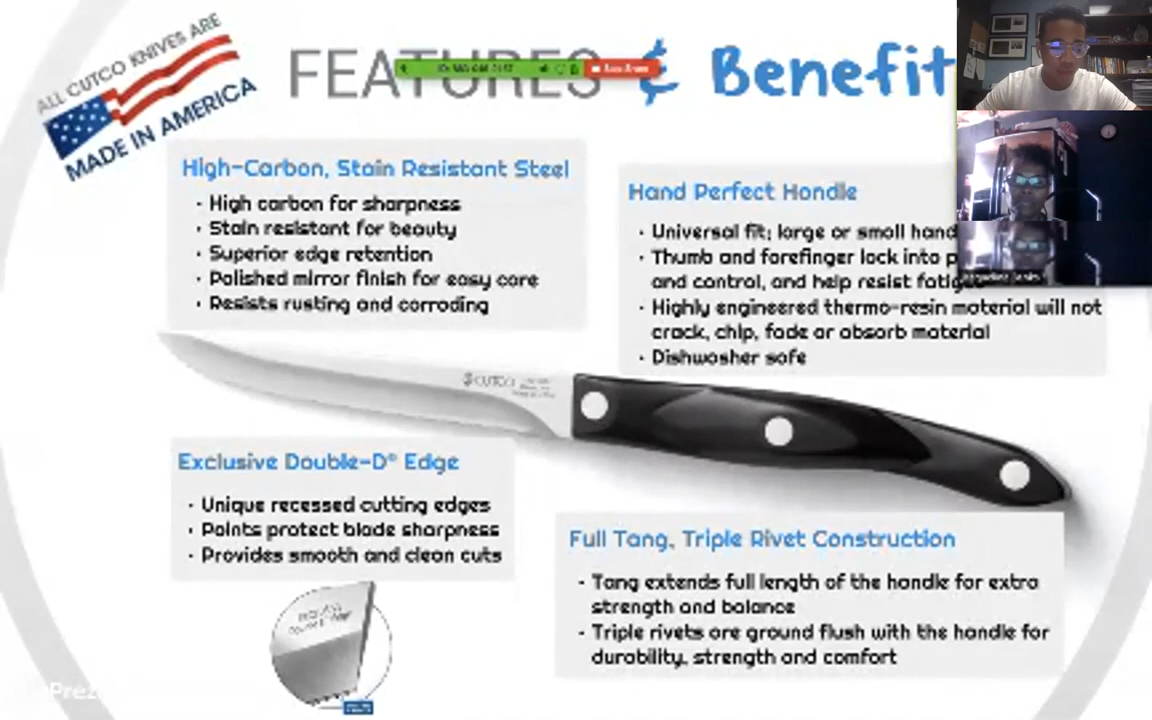 ALL CUTCO KNIVES ARE
MADE IN AMERICA
FEATURES & Benefit
High-Carbon, Stain Resistant Steel
· High carbon for sharpness
· Stain resistant for beauty
· Superior edge retention
· Polished mirror finish for easy care
· Resists rusting and corroding
Hand Perfect Handle
· Universal fit; large or small hand
· Thumb and forefinger lock into p
and control, and help resist fatig
· Highly engineered thermo-resin material will not
crack, chip, fade or absorb material
· Dishwasher safe
CUTCO
Exclusive Double-D® Edge
· Unique recessed cutting edges
· Points protect blade sharpness
· Provides smooth and clean cuts
Full Tang, Triple Rivet Construction
· Tang extends full length of the handle for extra
strength and balance
· Triple rivets are ground flush with the handle for
durability, strength and comfort
Prezi